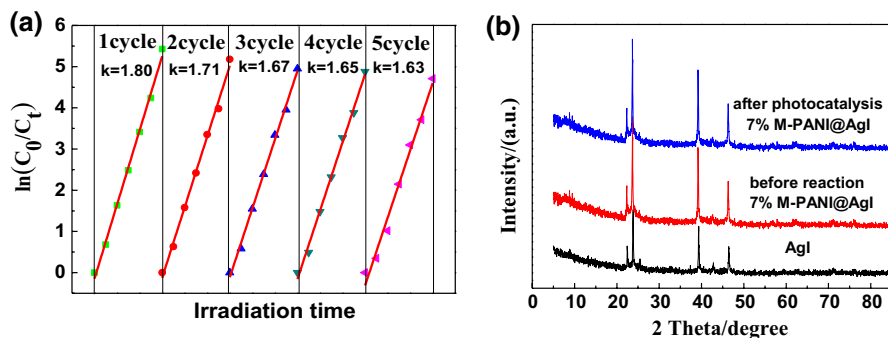 (a)
1cycle 2cycle 3cycle 4cycle 5cycle
k=1.80 k=1.71 k=1.67 k=1.65 k=1.63
6
5
4
3
2
1
0
ln(C0/Ct)
Irradiation time
(b)
after photocatalysis
7% M-PANI@AgI
before reaction
7% M-PANI@AgI
AgI
Intensity/(a.u.)
0 10 20 30 40 50 60 70 80
2 Theta/degree